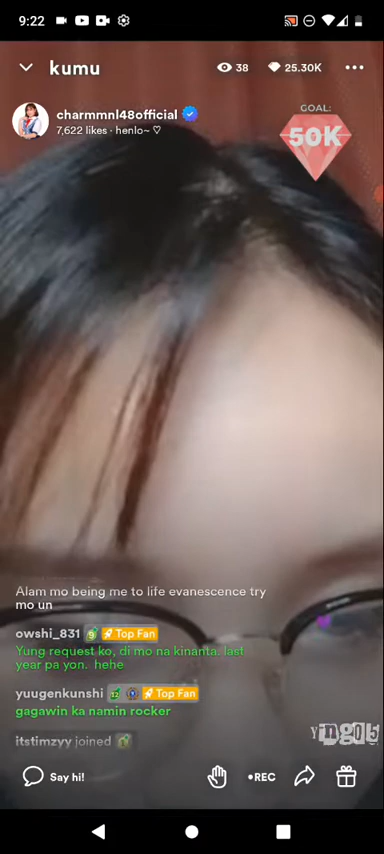 9:22
kumu
38
25.30K
charmmnl48official
7,622 likes · henlo~ ♡
GOAL:
50K
Alam mo being me to life evanescence try
mo un
owshi_831 9 Top Fan
Yung request ko, di mo na kinanta. last
year pa yon. hehe
yuugenkunshi Top Fan
gagawin ka namin rocker
itstimzyy joined
Say hi!
•REC